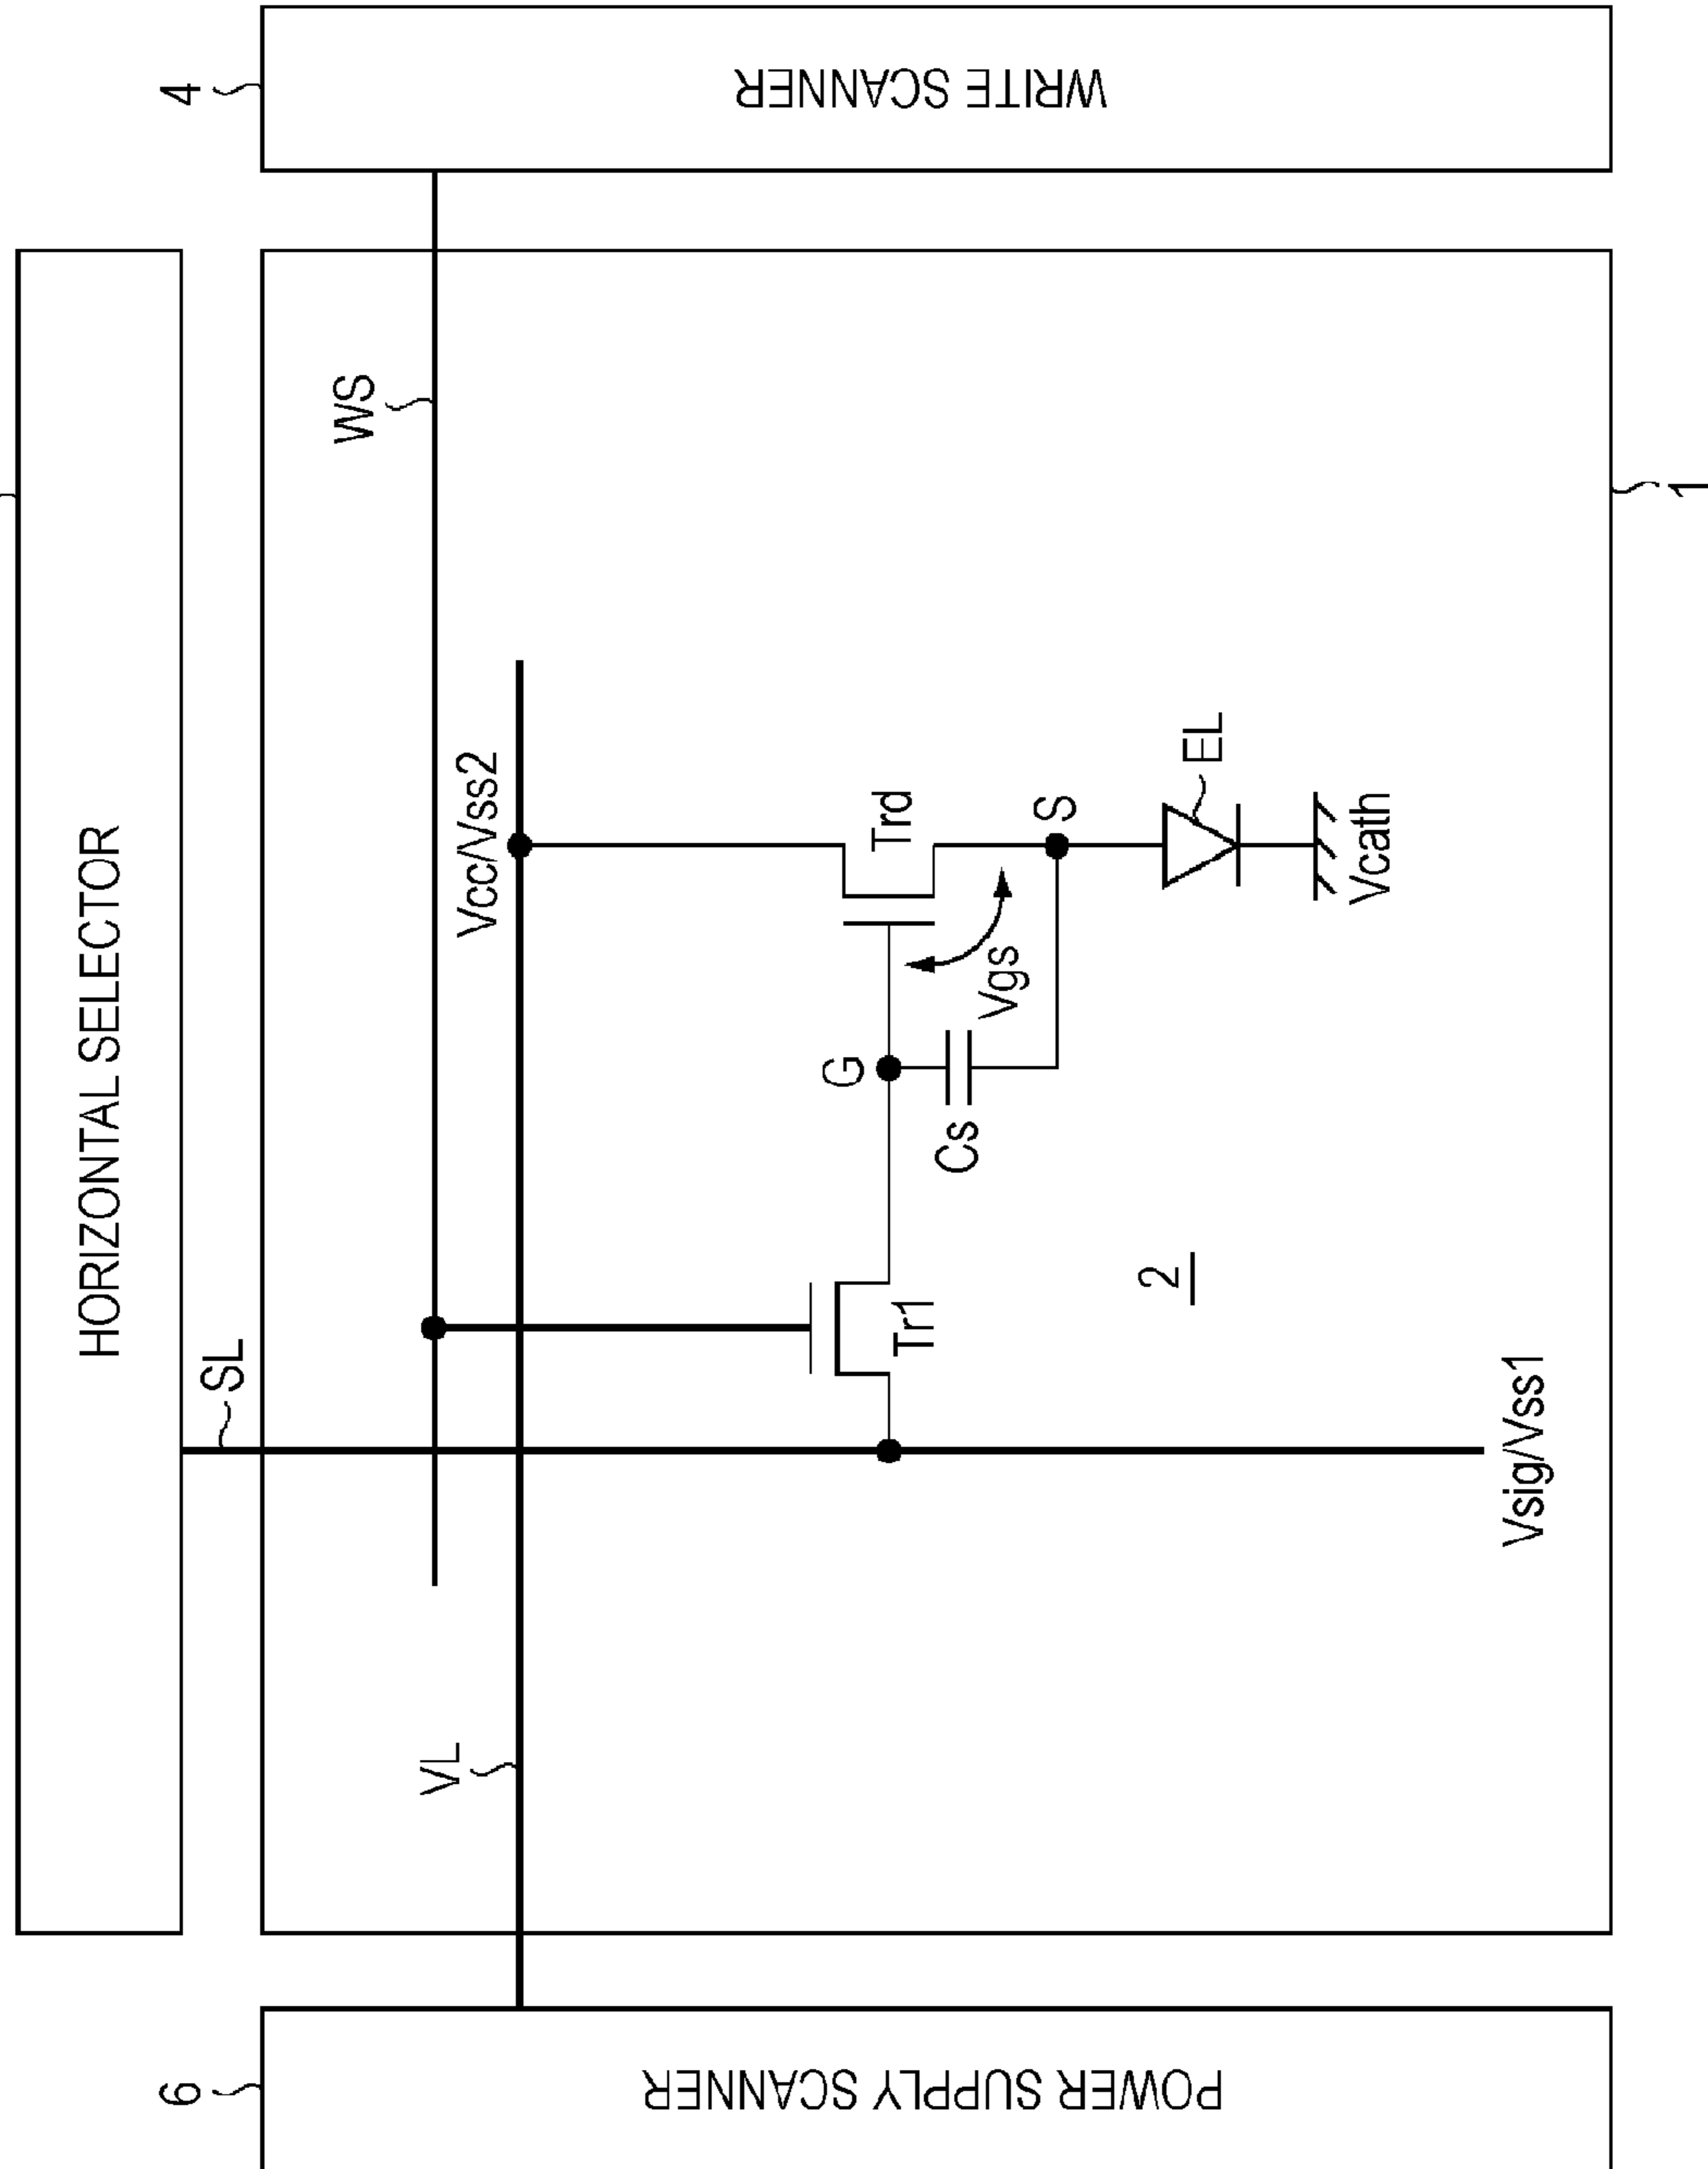 HORIZONTAL SELECTOR
SL
6
POWER SUPPLY SCANNER
VL
WS
4
WRITE SCANNER
Vcc/Vss2
Trd
G
S
Tr1
Cs
Vgs
EL
2
Vcath
Vsig/Vss1
1